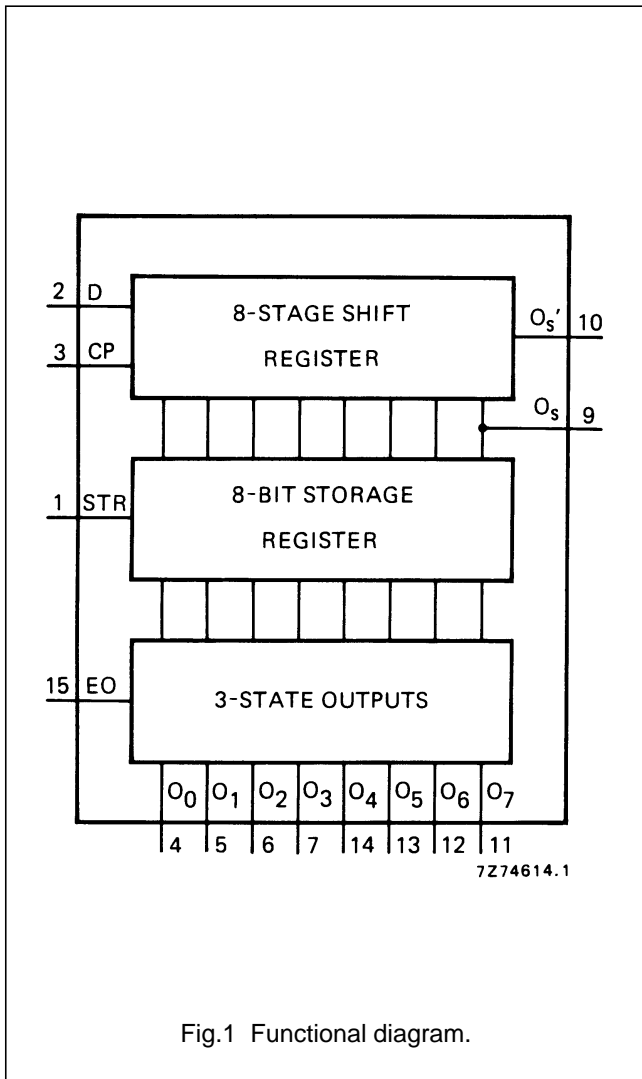 2 D
8-STAGE SHIFT
REGISTER
Os' 10
3 CP
Os 9
1 STR
8-BIT STORAGE
REGISTER
15 EO
3-STATE OUTPUTS
O0 O1 O2 O3 O4 O5 O6 O7
4 5 6 7 14 13 12 11
7Z74614.1
Fig.1 Functional diagram.